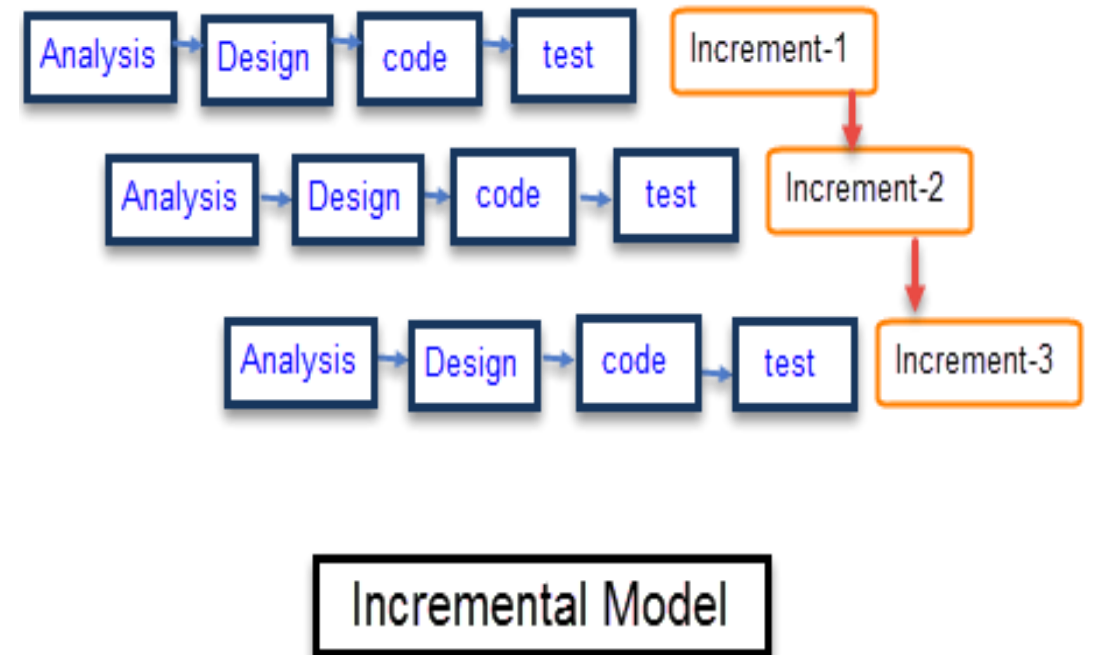 Analysis Design code test Increment-1
Analysis Design code test Increment-2
Analysis Design code test Increment-3
Incremental Model